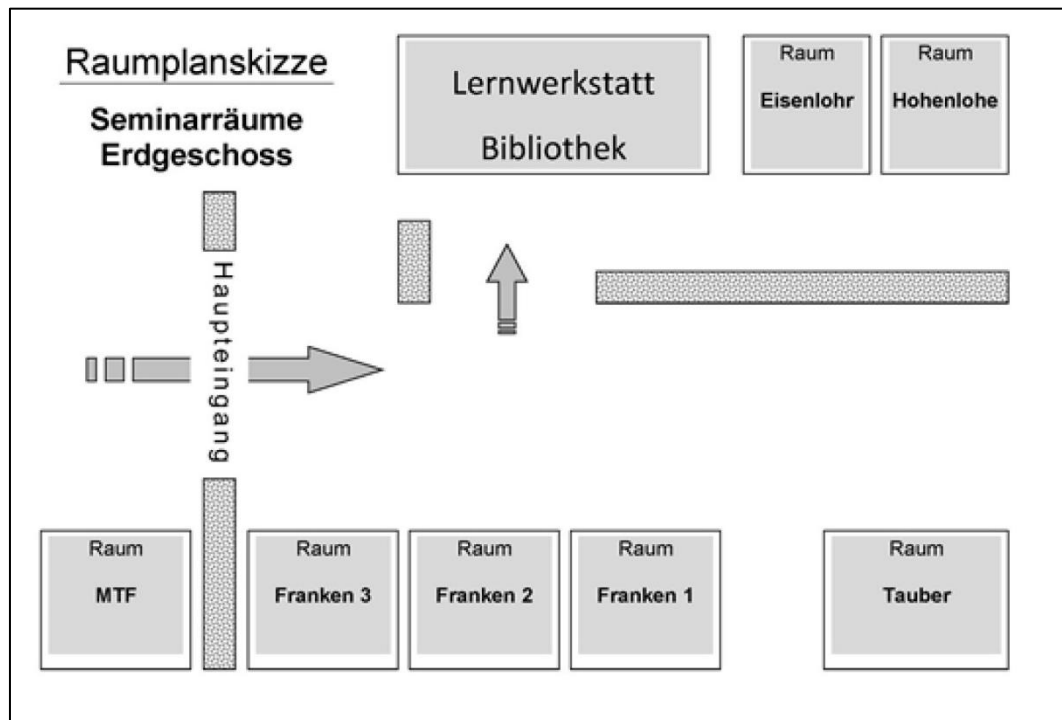 Raumplanskizze
Seminarräume
Erdgeschoss
Lernwerkstatt
Bibliothek
Raum
Eisenlohr
Raum
Hohenlohe
Haupteingang
Raum
MTF
Raum
Franken 3
Raum
Franken 2
Raum
Franken 1
Raum
Tauber